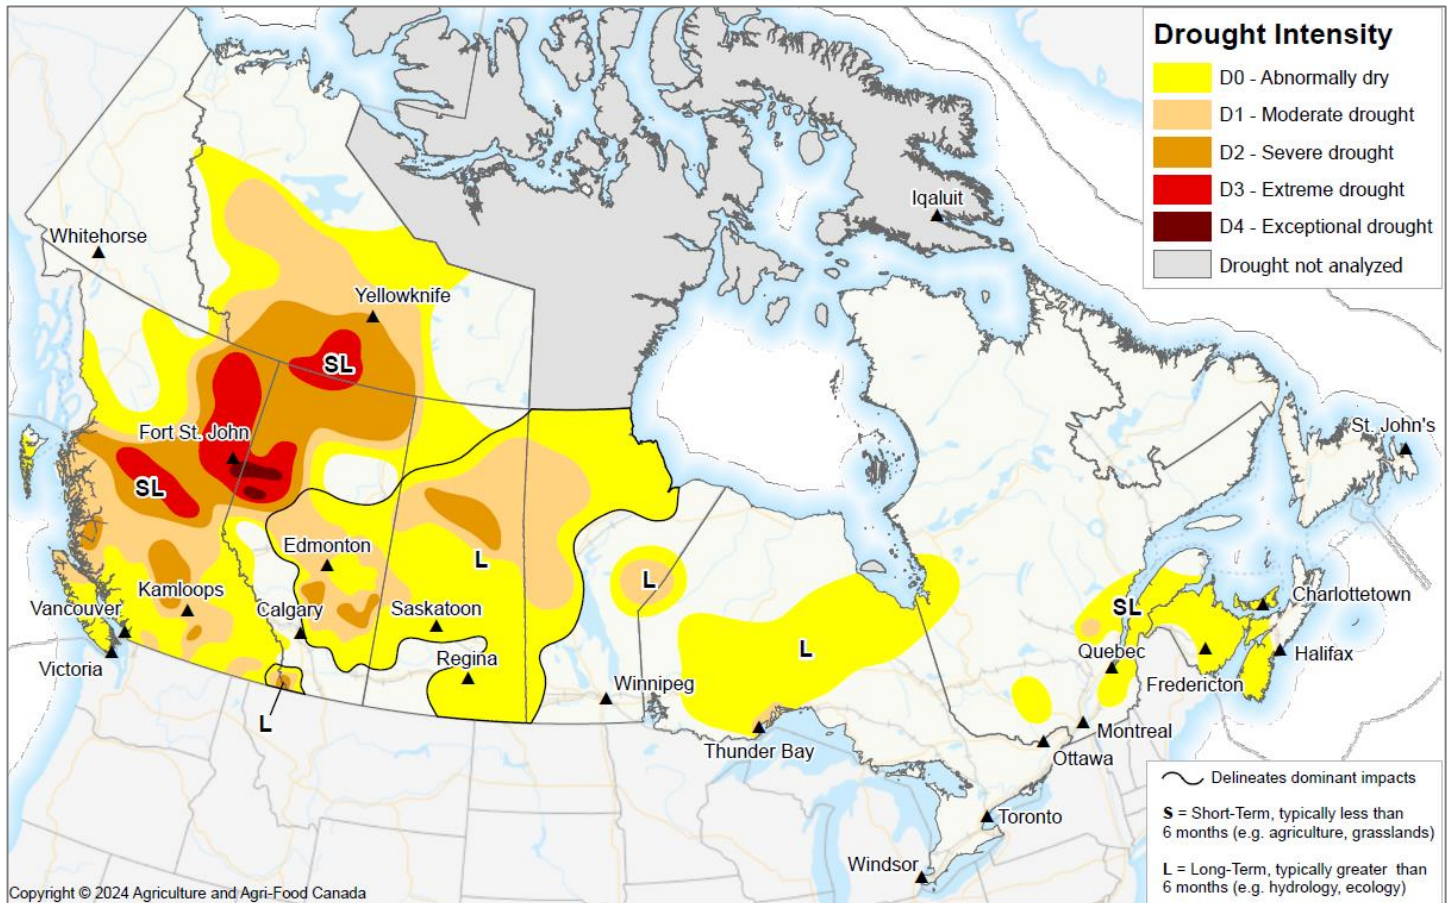 Drought Intensity
D0 - Abnormally dry
D1 - Moderate drought
D2 - Severe drought
D3 - Extreme drought
D4 - Exceptional drought
Drought not analyzed
Iqaluit
Whitehorse
Yellowknife
SL
Fort St. John
St. John's
SL
Edmonton
L
L
Kamloops
Charlottetown
SL
Vancouver
Calgary
Saskatoon
L
Quebec
Halifax
Victoria
Regina
Fredericton
Winnipeg
L
Montreal
Thunder Bay
Ottawa
Toronto
Windsor
Delineates dominant impacts
S = Short-Term, typically less than
6 months (e.g. agriculture, grasslands)
L = Long-Term, typically greater than
6 months (e.g. hydrology, ecology)
Copyright © 2024 Agriculture and Agri-Food Canada